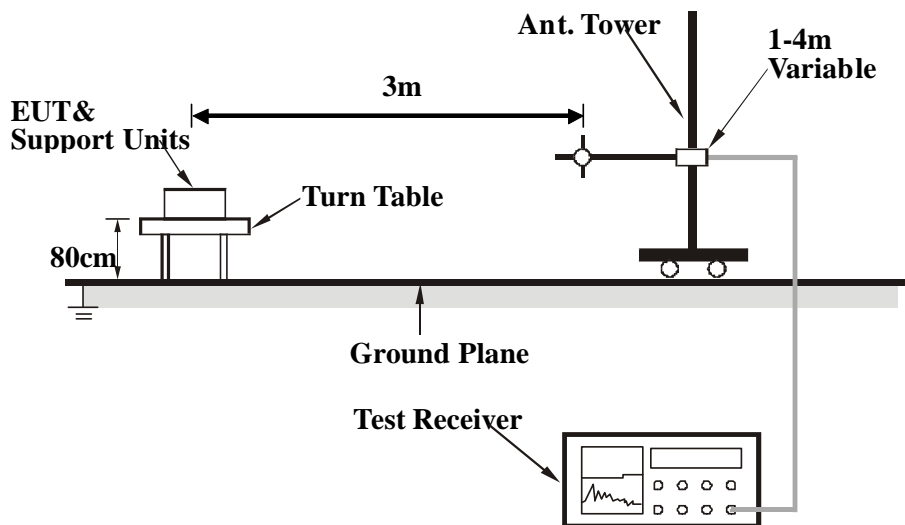 Ant. Tower
1-4m
Variable
3m
EUT&
Support Units
Turn Table
80cm
Ground Plane
Test Receiver